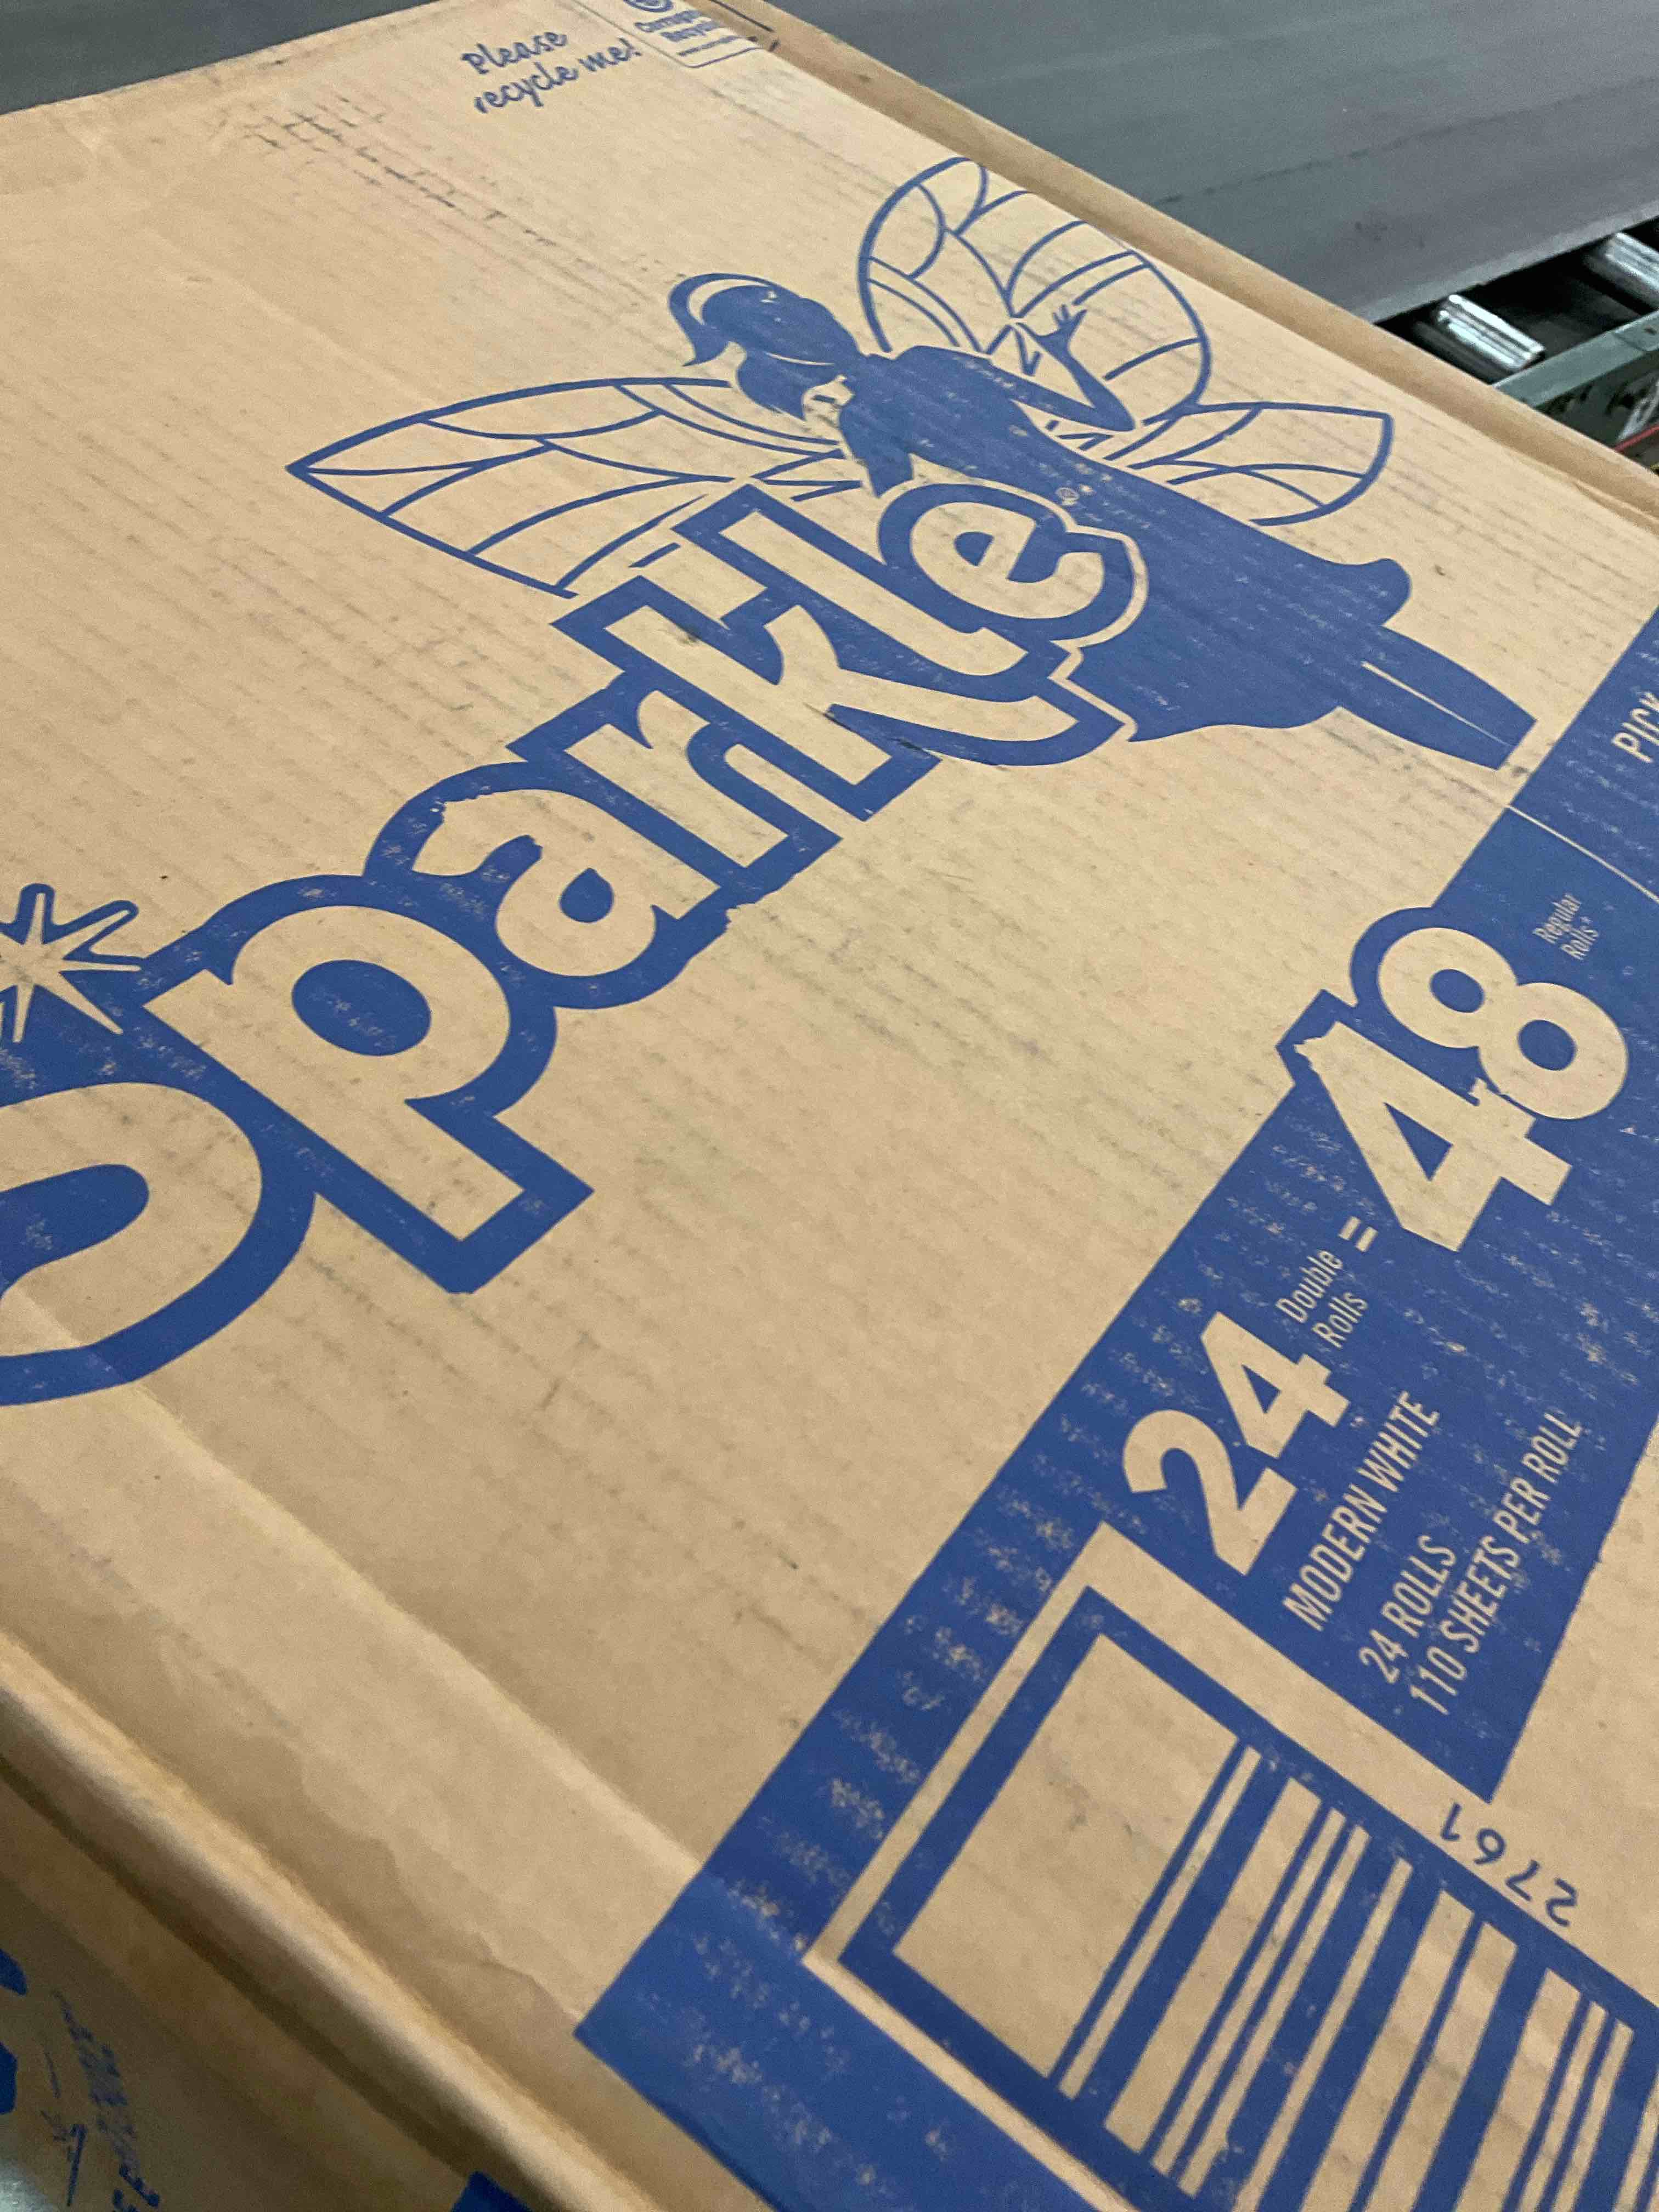 Please
recycle me!
Sparkle®
PICK
48 Regular
Rolls*
24 Double
Rolls =
MODERN WHITE
24 ROLLS
110 SHEETS PER ROLL
2761